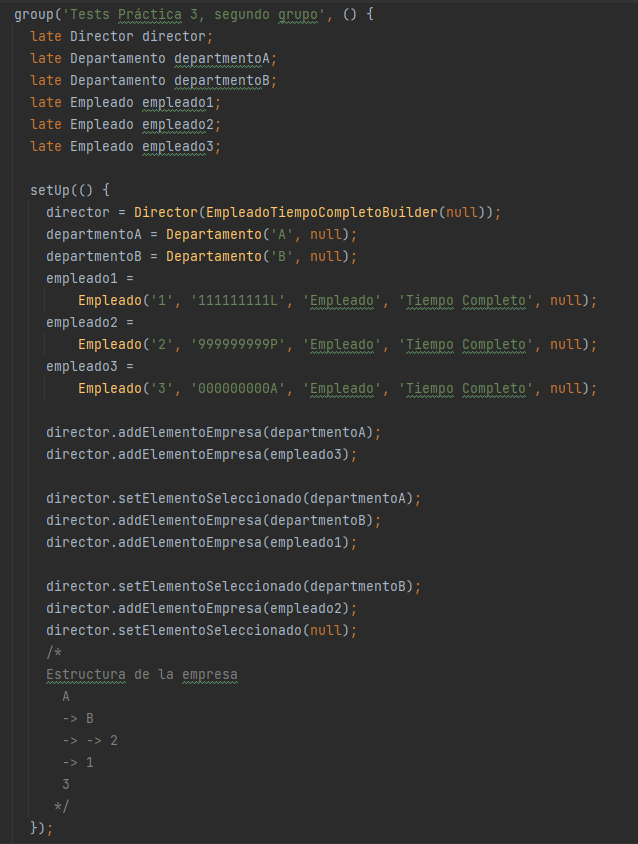 group('Tests Práctica 3, segundo grupo', () {
late Director director;
late Departamento departmentoA;
late Departamento departmentoB;
late Empleado empleado1;
late Empleado empleado2;
late Empleado empleado3;
setUp(() {
director = Director(EmpleadoTiempoCompletoBuilder(null));
departmentoA = Departamento('A', null);
departmentoB = Departamento('B', null);
empleado1 =
Empleado('1', '111111111L', 'Empleado', 'Tiempo Completo', null);
empleado2 =
Empleado('2', '999999999P', 'Empleado', 'Tiempo Completo', null);
empleado3 =
Empleado('3', '000000000A', 'Empleado', 'Tiempo Completo', null);
director.addElementoEmpresa(departmentoA);
director.addElementoEmpresa(empleado3);
director.setElementoSeleccionado(departmentoA);
director.addElementoEmpresa(departmentoB);
director.addElementoEmpresa(empleado1);
director.setElementoSeleccionado(departmentoB);
director.addElementoEmpresa(empleado2);
director.setElementoSeleccionado(null);
/*
Estructura de la empresa
A
-> B
-> -> 2
-> 1
3
*/
});